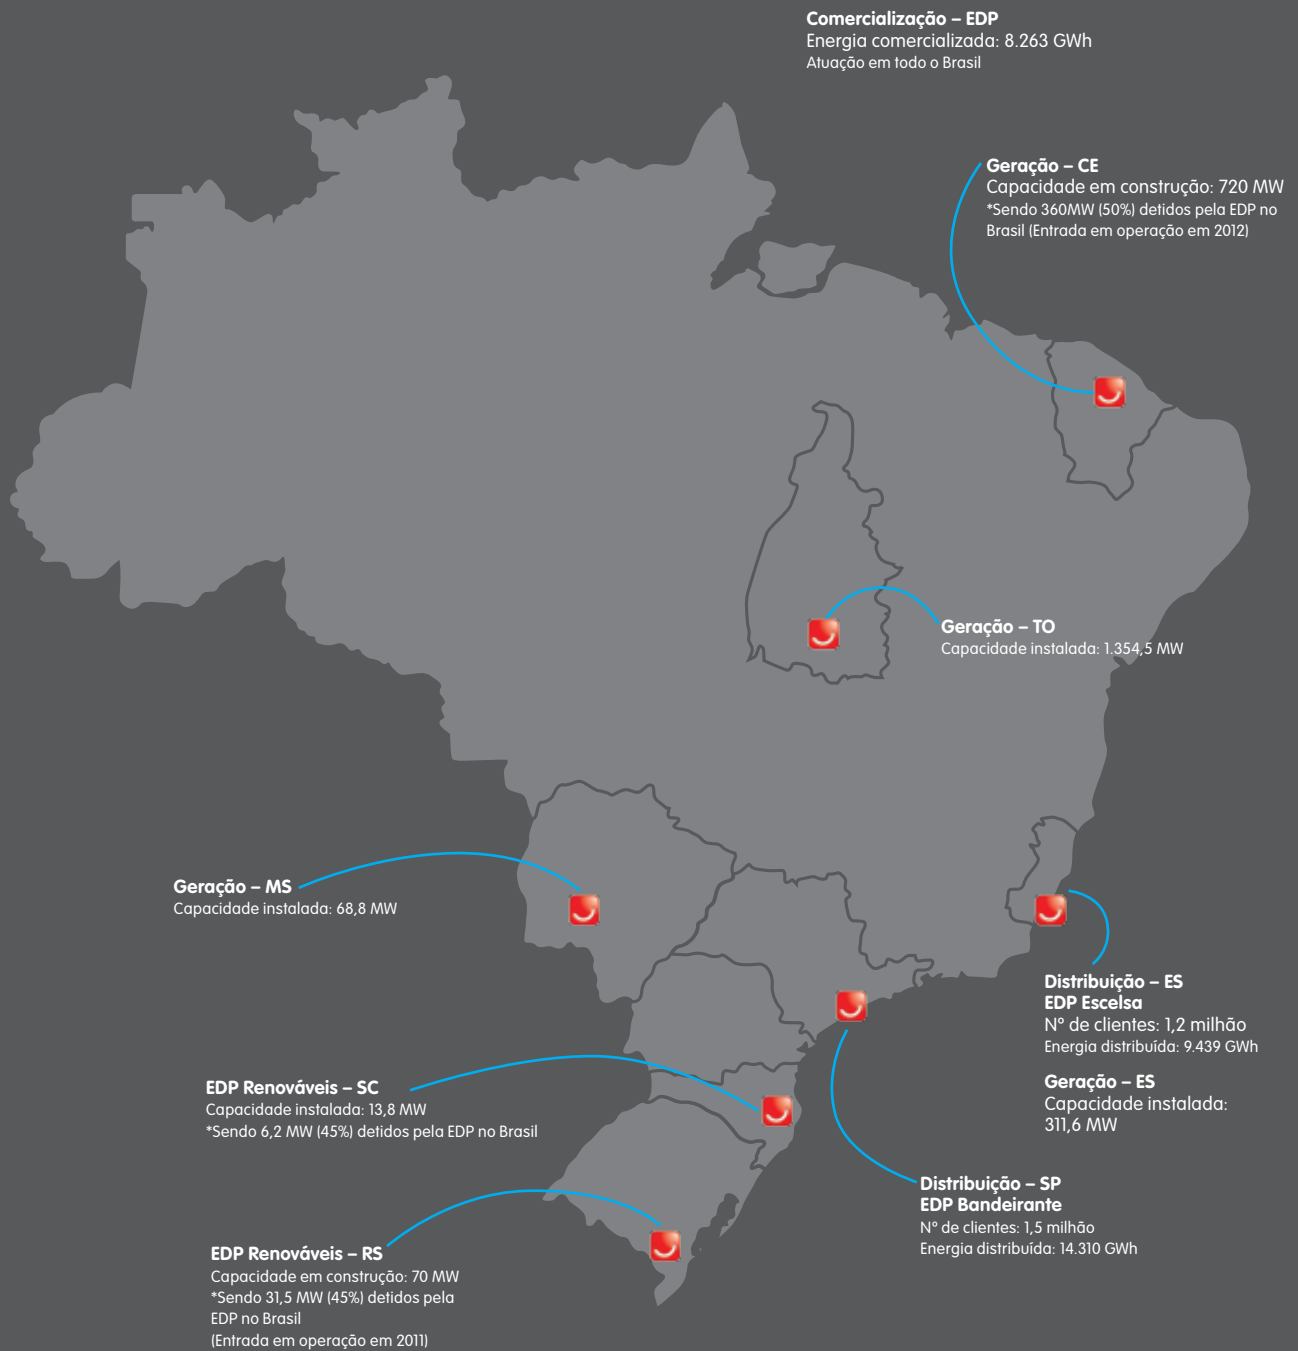 Comercialização – EDP
Energia comercializada: 8.263 GWh
Atuação em todo o Brasil
Geração – CE
Capacidade em construção: 720 MW
*Sendo 360MW (50%) detidos pela EDP no
Brasil (Entrada em operação em 2012)
Geração – TO
Capacidade instalada: 1.354,5 MW
Geração – MS
Capacidade instalada: 68,8 MW
Distribuição – ES
EDP Escelsa
Nº de clientes: 1,2 milhão
Energia distribuída: 9.439 GWh
Geração – ES
Capacidade instalada:
311,6 MW
EDP Renováveis – SC
Capacidade instalada: 13,8 MW
*Sendo 6,2 MW (45%) detidos pela EDP no Brasil
Distribuição – SP
EDP Bandeirante
Nº de clientes: 1,5 milhão
Energia distribuída: 14.310 GWh
EDP Renováveis – RS
Capacidade em construção: 70 MW
*Sendo 31,5 MW (45%) detidos pela
EDP no Brasil
(Entrada em operação em 2011)